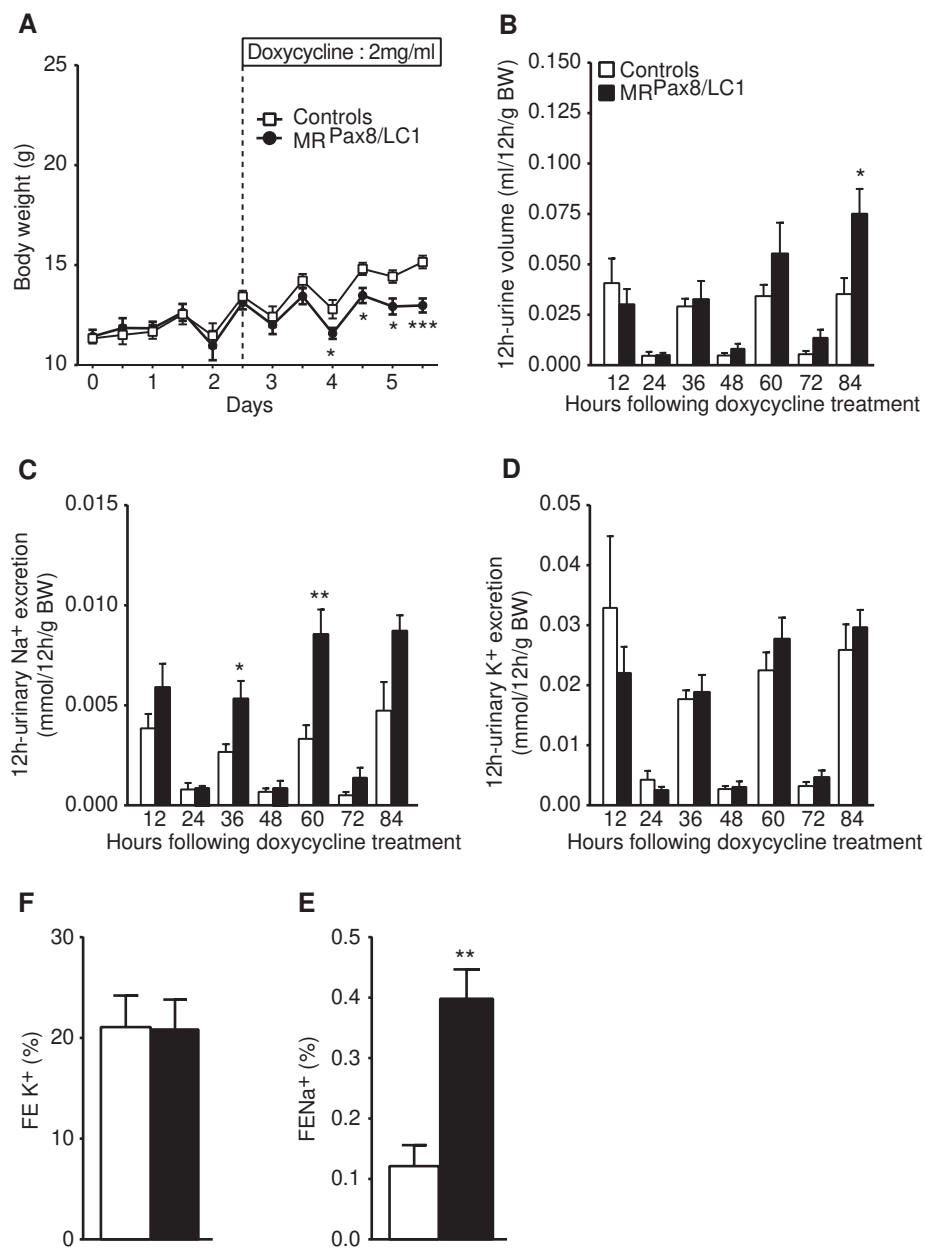 A
Doxycycline : 2mg/ml
Controls
MR Pax8/LC1
Body weight (g)
25
20
15
10
* * * ***
0 1 2 3 4 5
Days
B
Controls
MRPax8/LC1
12h-urine volume (ml/12h/g BW)
0.150
0.100
0.075
0.050
0.025
0.000
*
12 24 36 48 60 72 84
Hours following doxycycline treatment
C
12h-urinary Na+ excretion
(mmol/12h/g BW)
0.015
0.010
0.005
0.000
* **
12 24 36 48 60 72 84
Hours following doxycycline treatment
D
12h-urinary K+ excretion
(mmol/12h/g BW)
0.05
0.04
0.03
0.02
0.01
0.00
12 24 36 48 60 72 84
Hours following doxycycline treatment
F
FE K+ (%)
30
20
10
0
E
FENa+ (%)
0.5
0.4
0.3
0.2
0.1
0.0
**